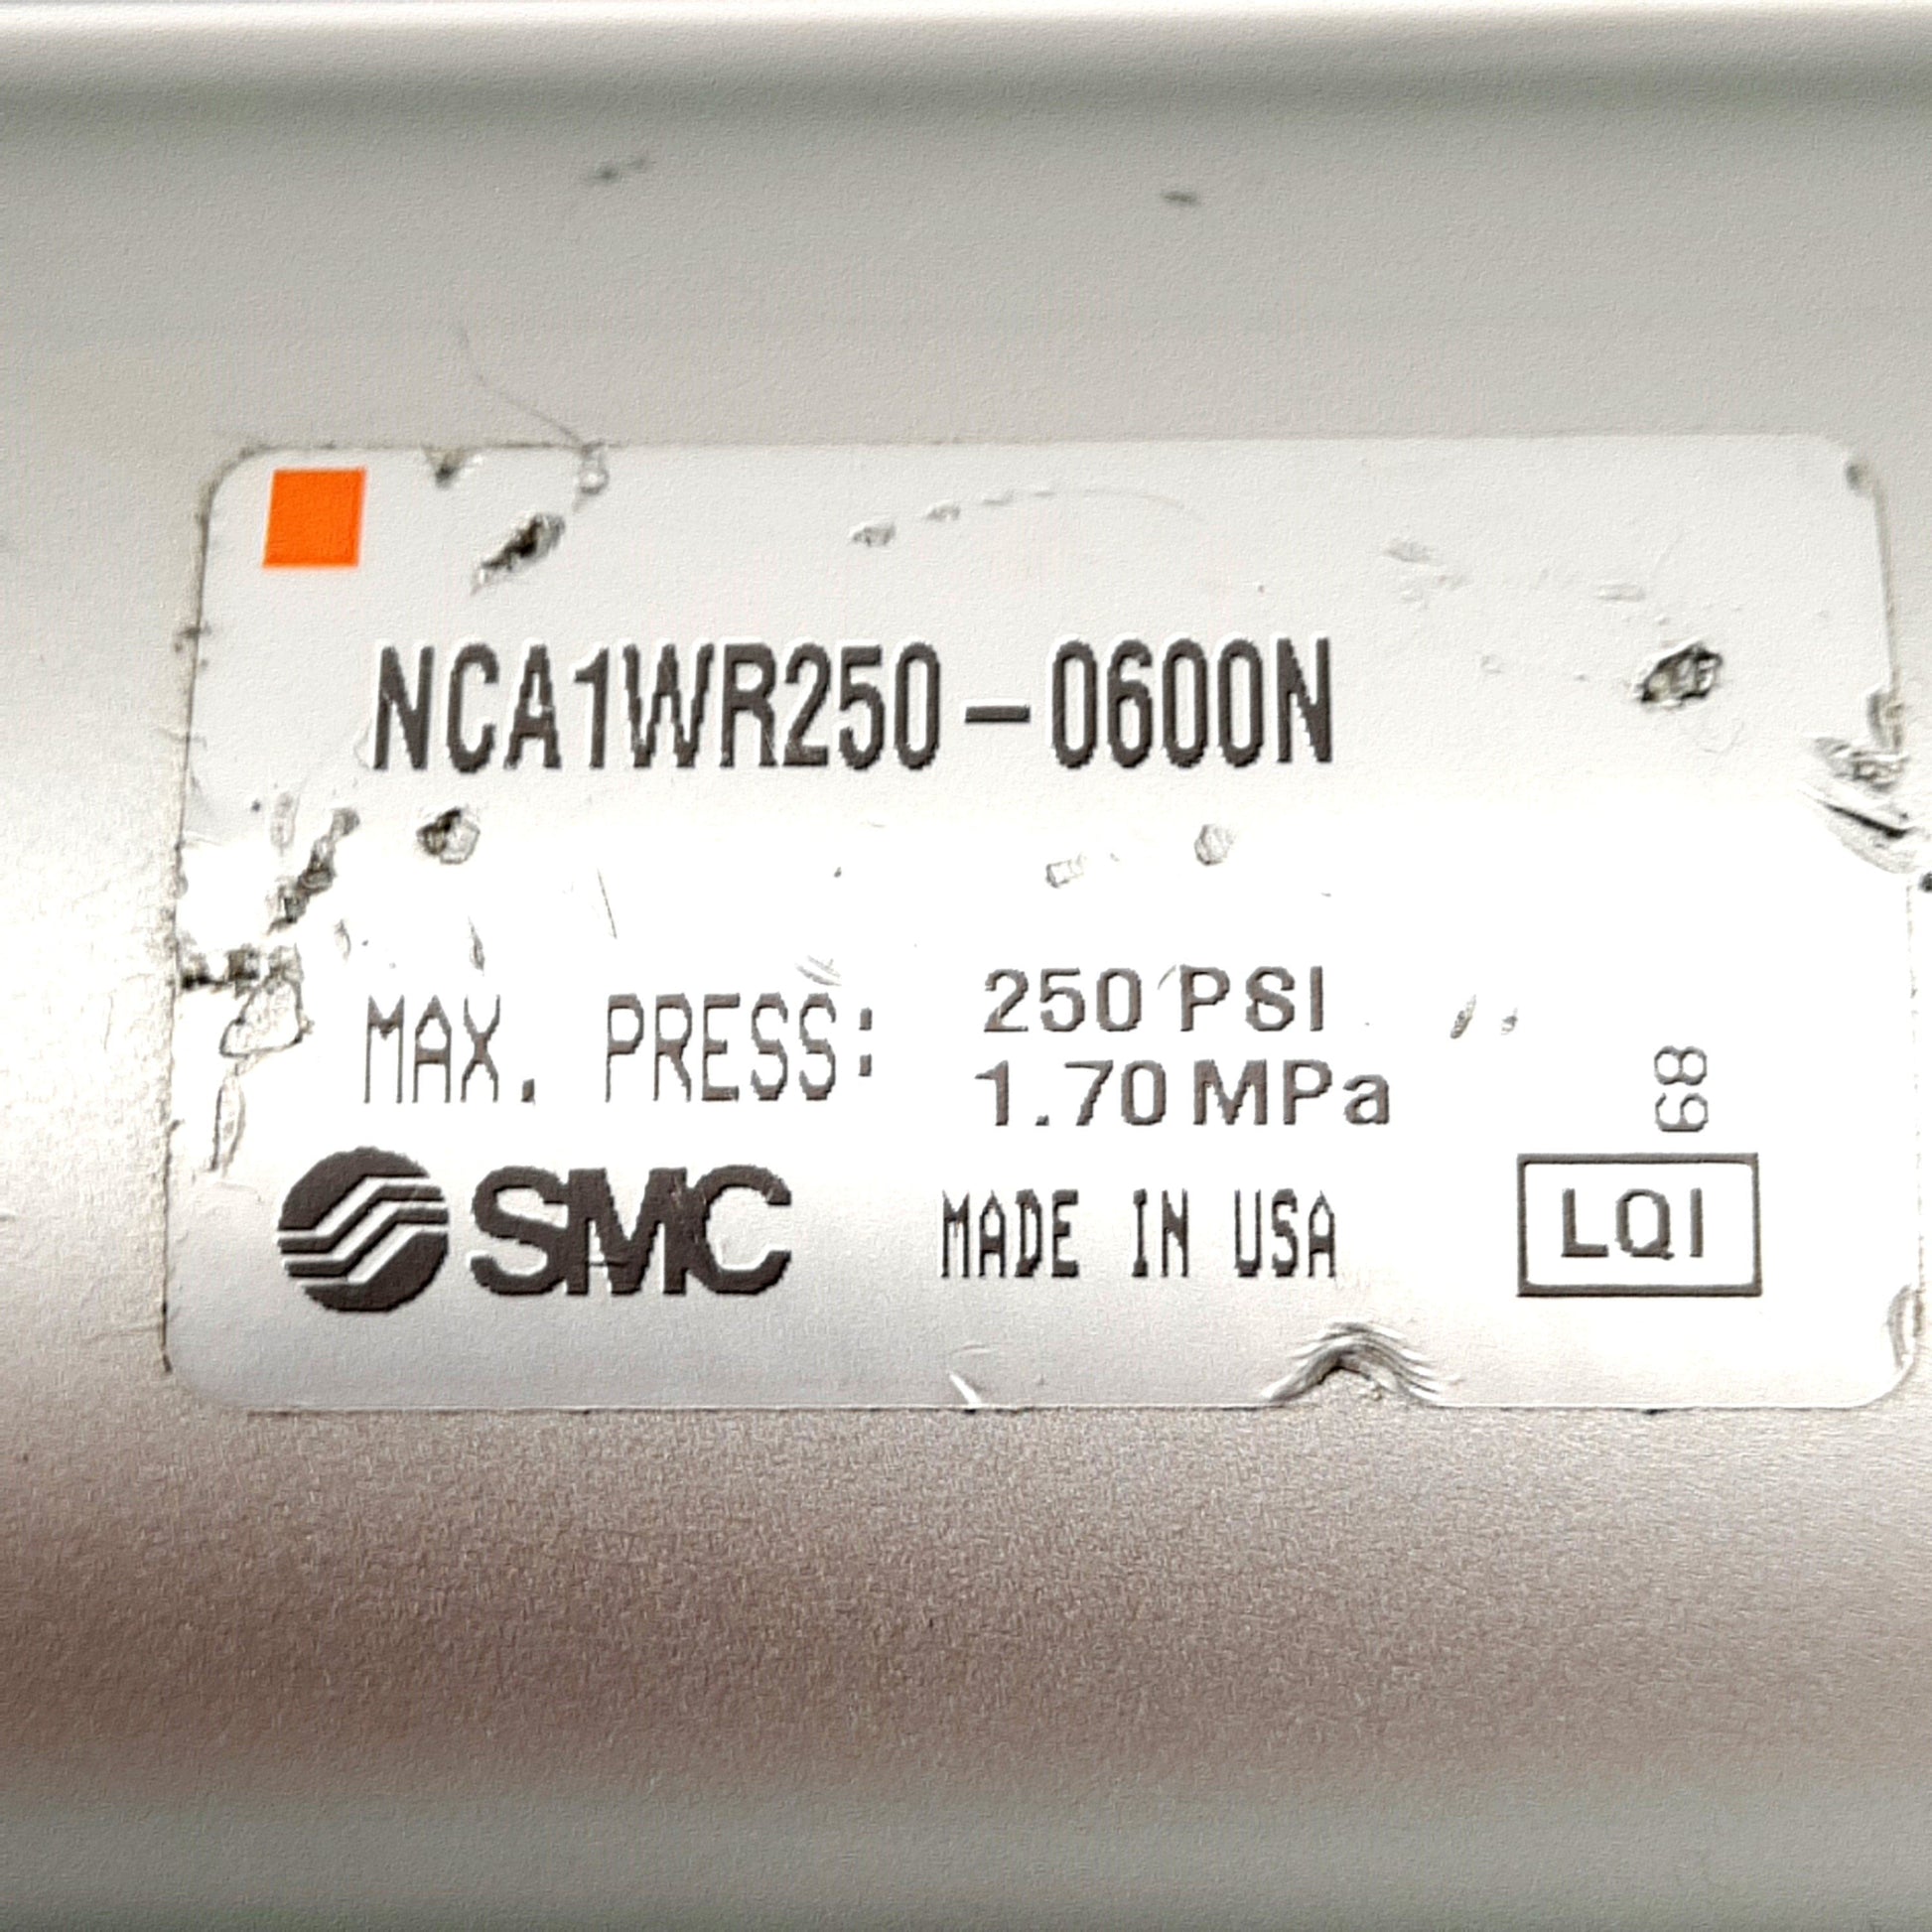 NCA1WR250-0600N
MAX. PRESS: 250 PSI
1.70 MPa
68
SMC MADE IN USA LQI